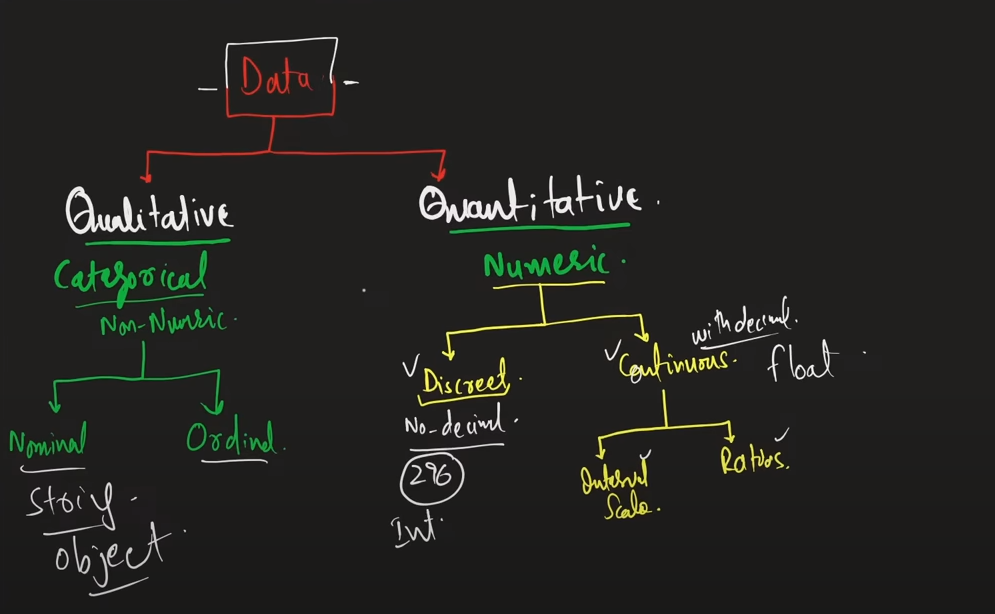 Data
Qualitative
Quantitative.
Categorical
Numeric.
Non-Numric.
with decimal.
Discreet.
Continuous.
float
No-decimal.
Nominal
Ordinal.
296
Interval
Scale.
Ratios.
String.
Int.
object